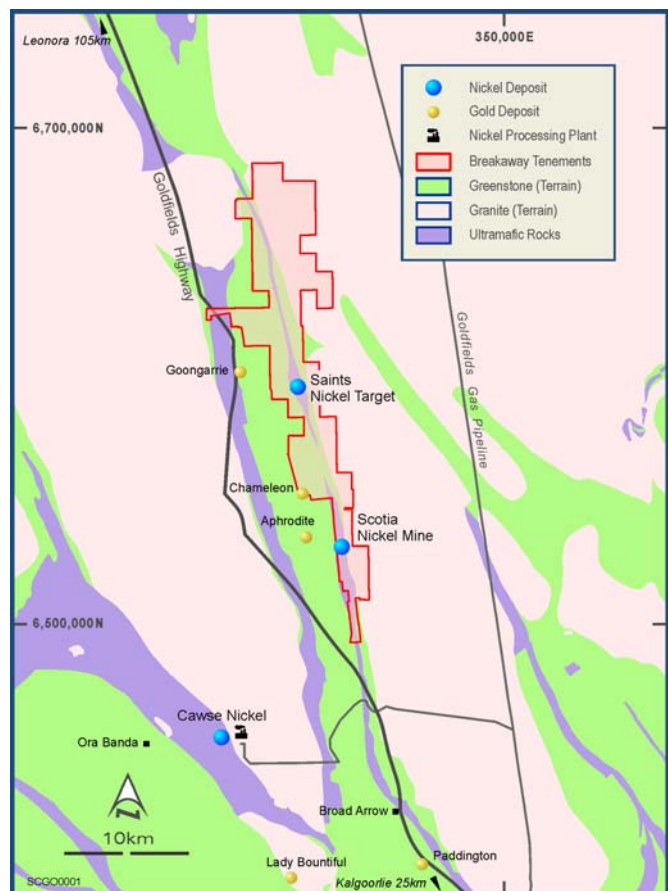 Leonora 105km
350,000E
Nickel Deposit
Gold Deposit
Nickel Processing Plant
Breakaway Tenements
Greenstone (Terrain)
Granite (Terrain)
Ultramafic Rocks
6,700,000N
Goldfields Highway
Goldfields Gas Pipeline
Goongarrie
Saints
Nickel Target
Chameleon
Aphrodite
Scotia
Nickel Mine
6,500,000N
Cawse Nickel
Ora Banda
N
10km
Broad Arrow
Lady Bountiful
Paddington
Kalgoorlie 25km
SCGO0001